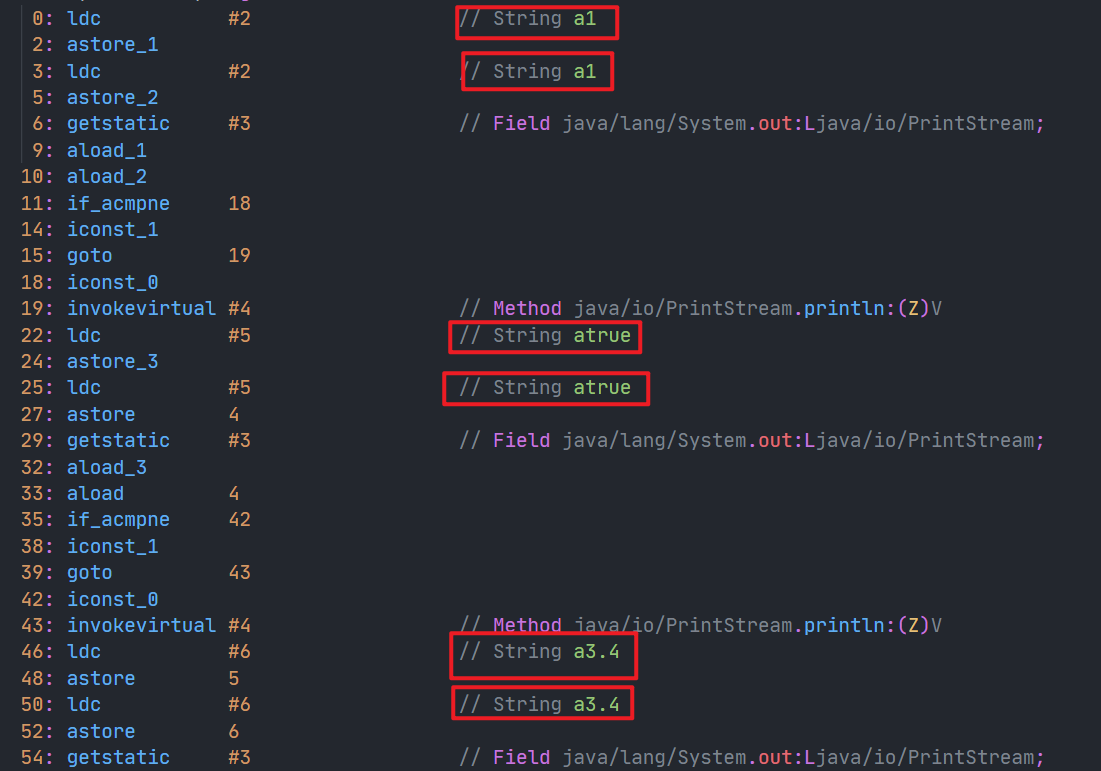 0: ldc #2 // String a1
2: astore_1
3: ldc #2 // String a1
5: astore_2
6: getstatic #3 // Field java/lang/System.out:Ljava/io/PrintStream;
9: aload_1
10: aload_2
11: if_acmpne 18
14: iconst_1
15: goto 19
18: iconst_0
19: invokevirtual #4 // Method java/io/PrintStream.println:(Z)V
22: ldc #5 // String atrue
24: astore_3
25: ldc #5 // String atrue
27: astore 4
29: getstatic #3 // Field java/lang/System.out:Ljava/io/PrintStream;
32: aload_3
33: aload 4
35: if_acmpne 42
38: iconst_1
39: goto 43
42: iconst_0
43: invokevirtual #4 // Method java/io/PrintStream.println:(Z)V
46: ldc #6 // String a3.4
48: astore 5
50: ldc #6 // String a3.4
52: astore 6
54: getstatic #3 // Field java/lang/System.out:Ljava/io/PrintStream;